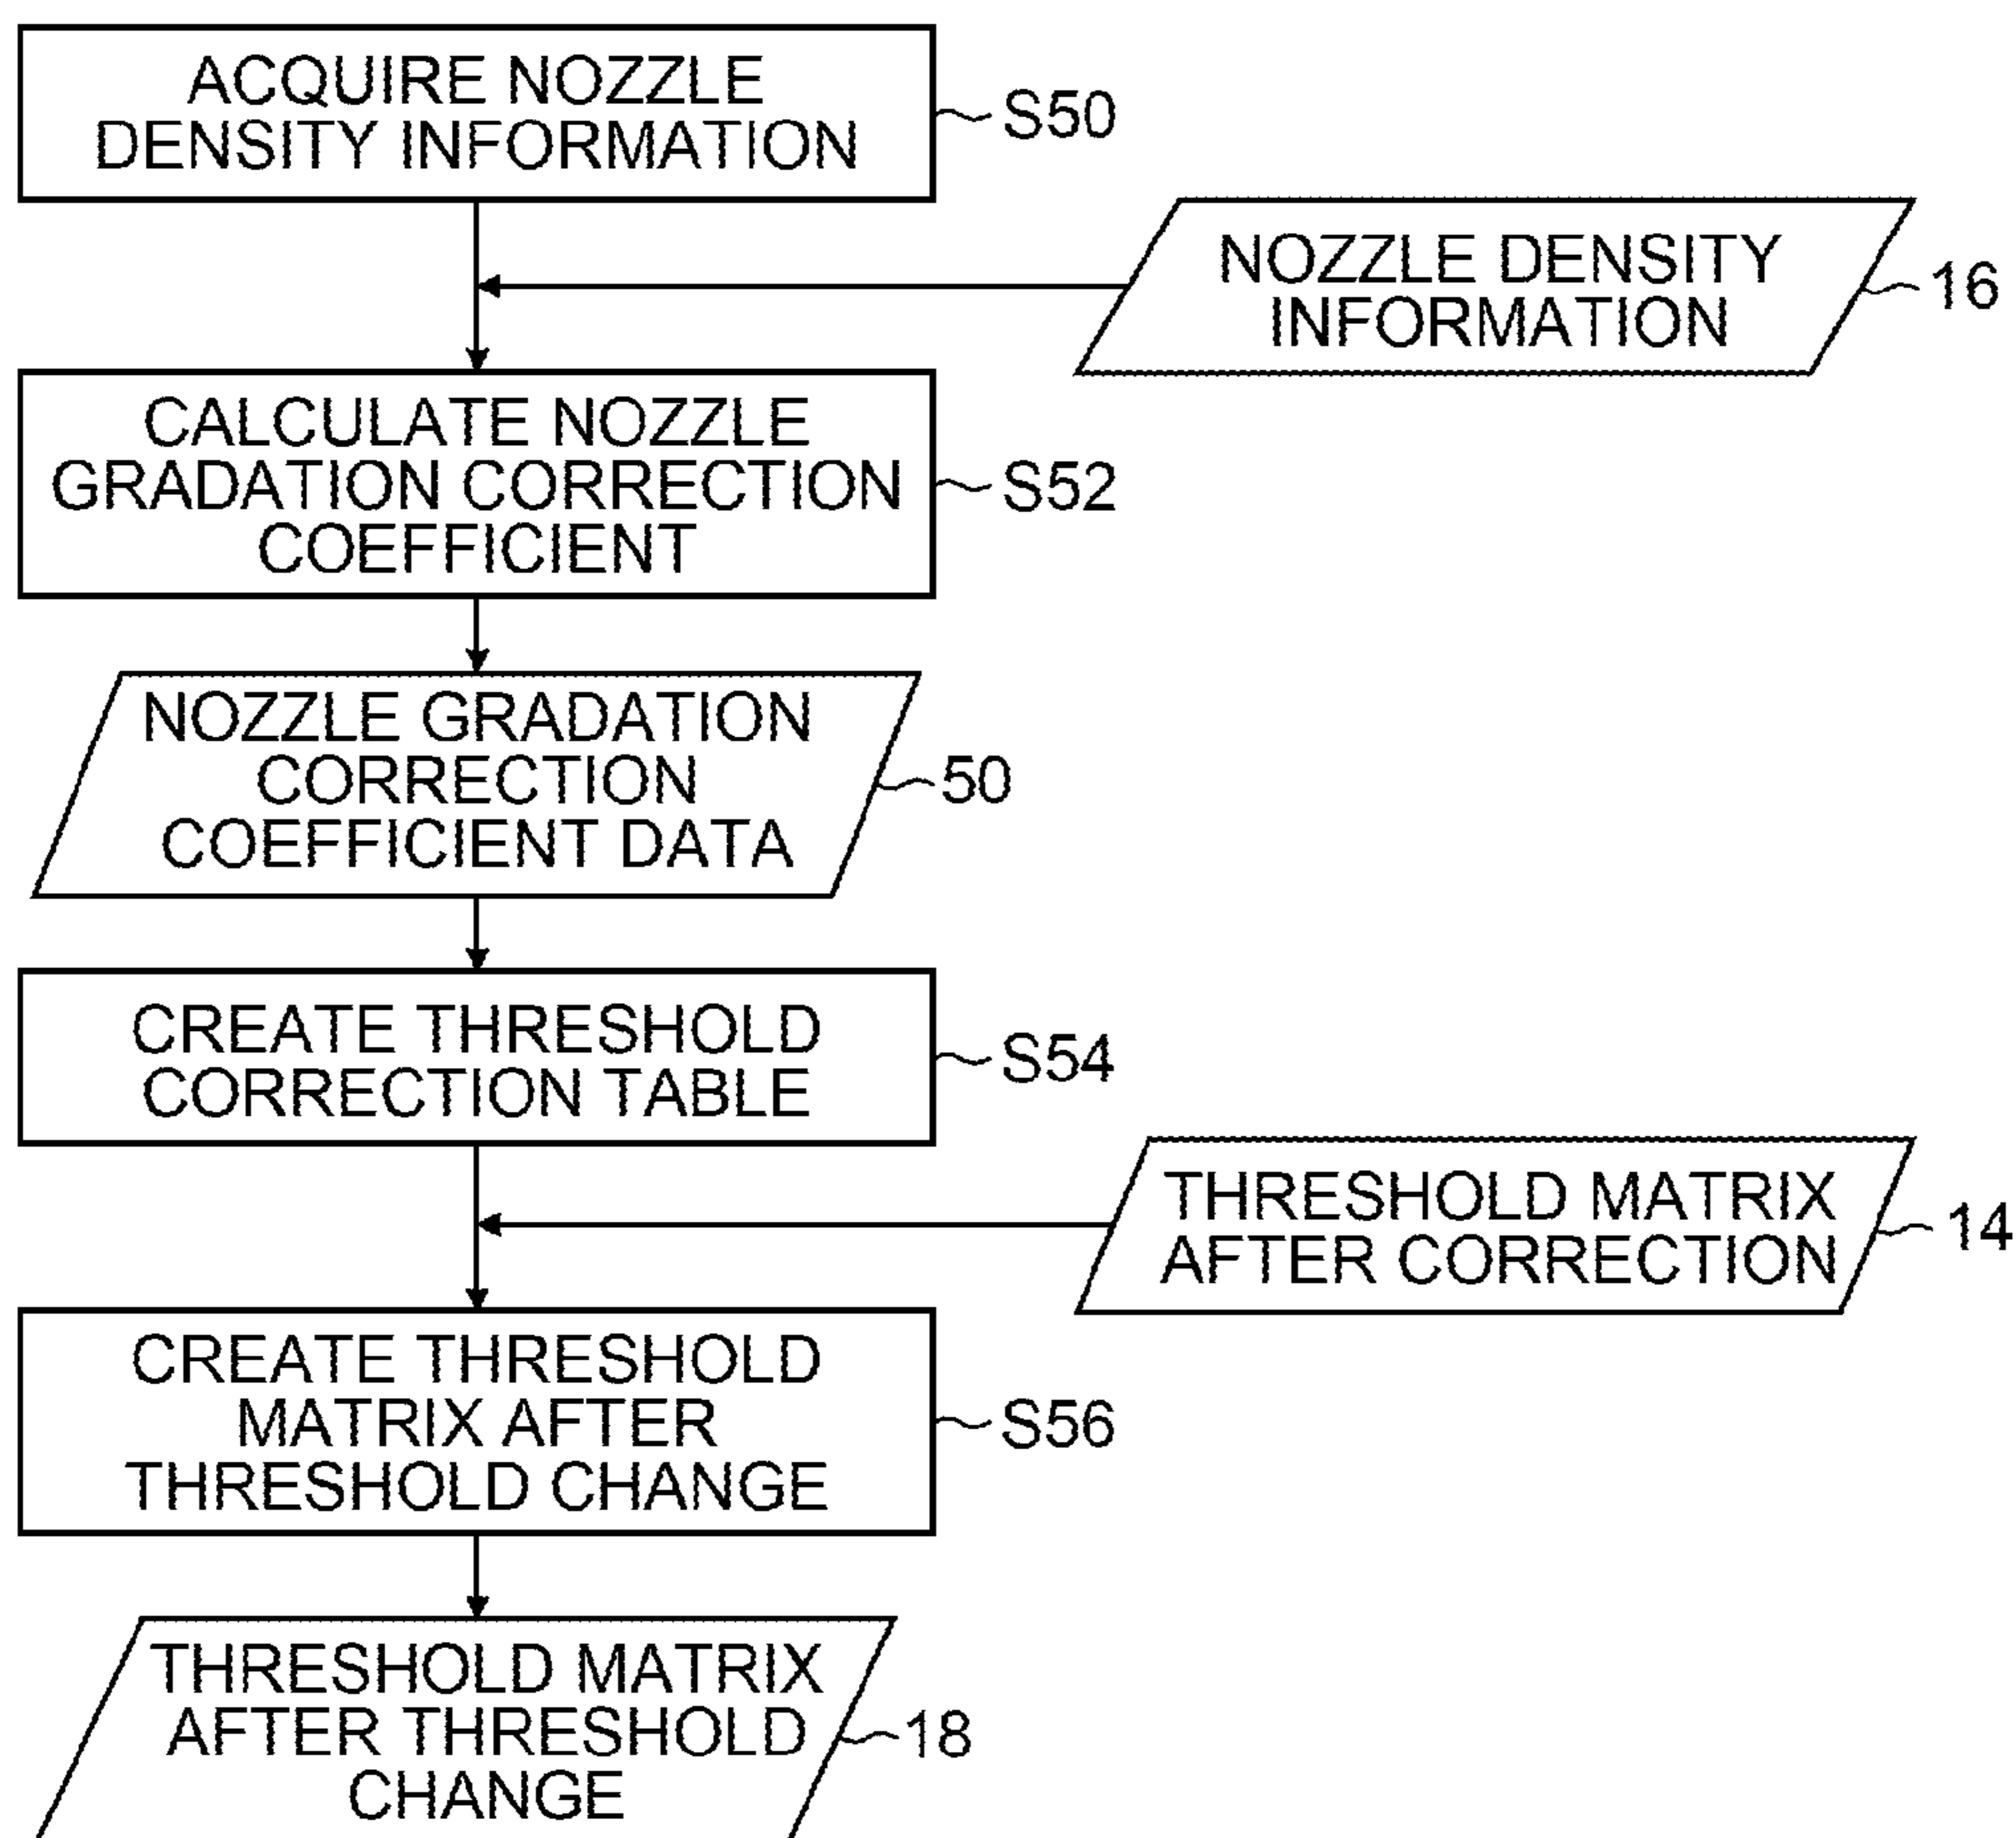 ACQUIRE NOZZLE
DENSITY INFORMATION
S50
NOZZLE DENSITY
INFORMATION
16
CALCULATE NOZZLE
GRADATION CORRECTION
COEFFICIENT
S52
NOZZLE GRADATION
CORRECTION
COEFFICIENT DATA
50
CREATE THRESHOLD
CORRECTION TABLE
S54
THRESHOLD MATRIX
AFTER CORRECTION
14
CREATE THRESHOLD
MATRIX AFTER
THRESHOLD CHANGE
S56
THRESHOLD MATRIX
AFTER THRESHOLD
CHANGE
18